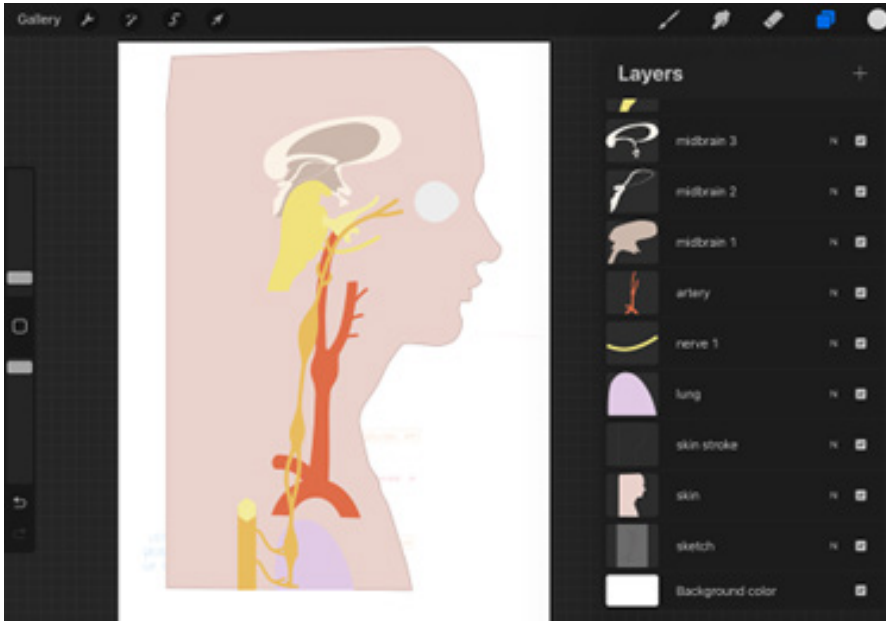 Gallery
Layers
midbrain 3 N
midbrain 2 N
midbrain 1 N
artery N
nerve 1 N
lung N
skin stroke N
skin N
sketch N
Background color